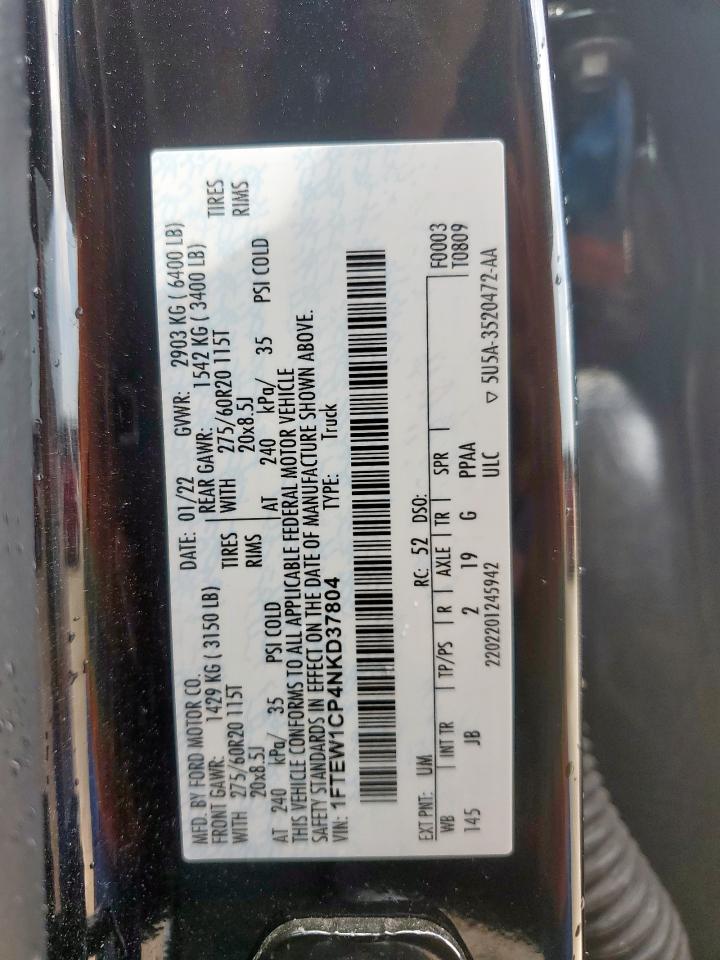 MFD. BY FORD MOTOR CO. DATE: 01/22 GVWR: 2903 KG ( 6400 LB)
FRONT GAWR: 1429 KG ( 3150 LB) REAR GAWR: 1542 KG ( 3400 LB)
WITH 275/60R20 115T TIRES WITH 275/60R20 115T TIRES
20x8.5J RIMS 20x8.5J RIMS
AT 240 kPa/ 35 PSI COLD AT 240 kPa/ 35 PSI COLD
THIS VEHICLE CONFORMS TO ALL APPLICABLE FEDERAL MOTOR VEHICLE
SAFETY STANDARDS IN EFFECT ON THE DATE OF MANUFACTURE SHOWN ABOVE.
VIN: 1FTEW1CP4NKD37804 TYPE: Truck
EXT PNT: UM RC: 52 DSO: F0003
WB INT TR TP/PS R AXLE TR SPR T0809
145 JB 2 19 G PPAA
2202201245942 ULC ▽ 5U5A-3520472-AA